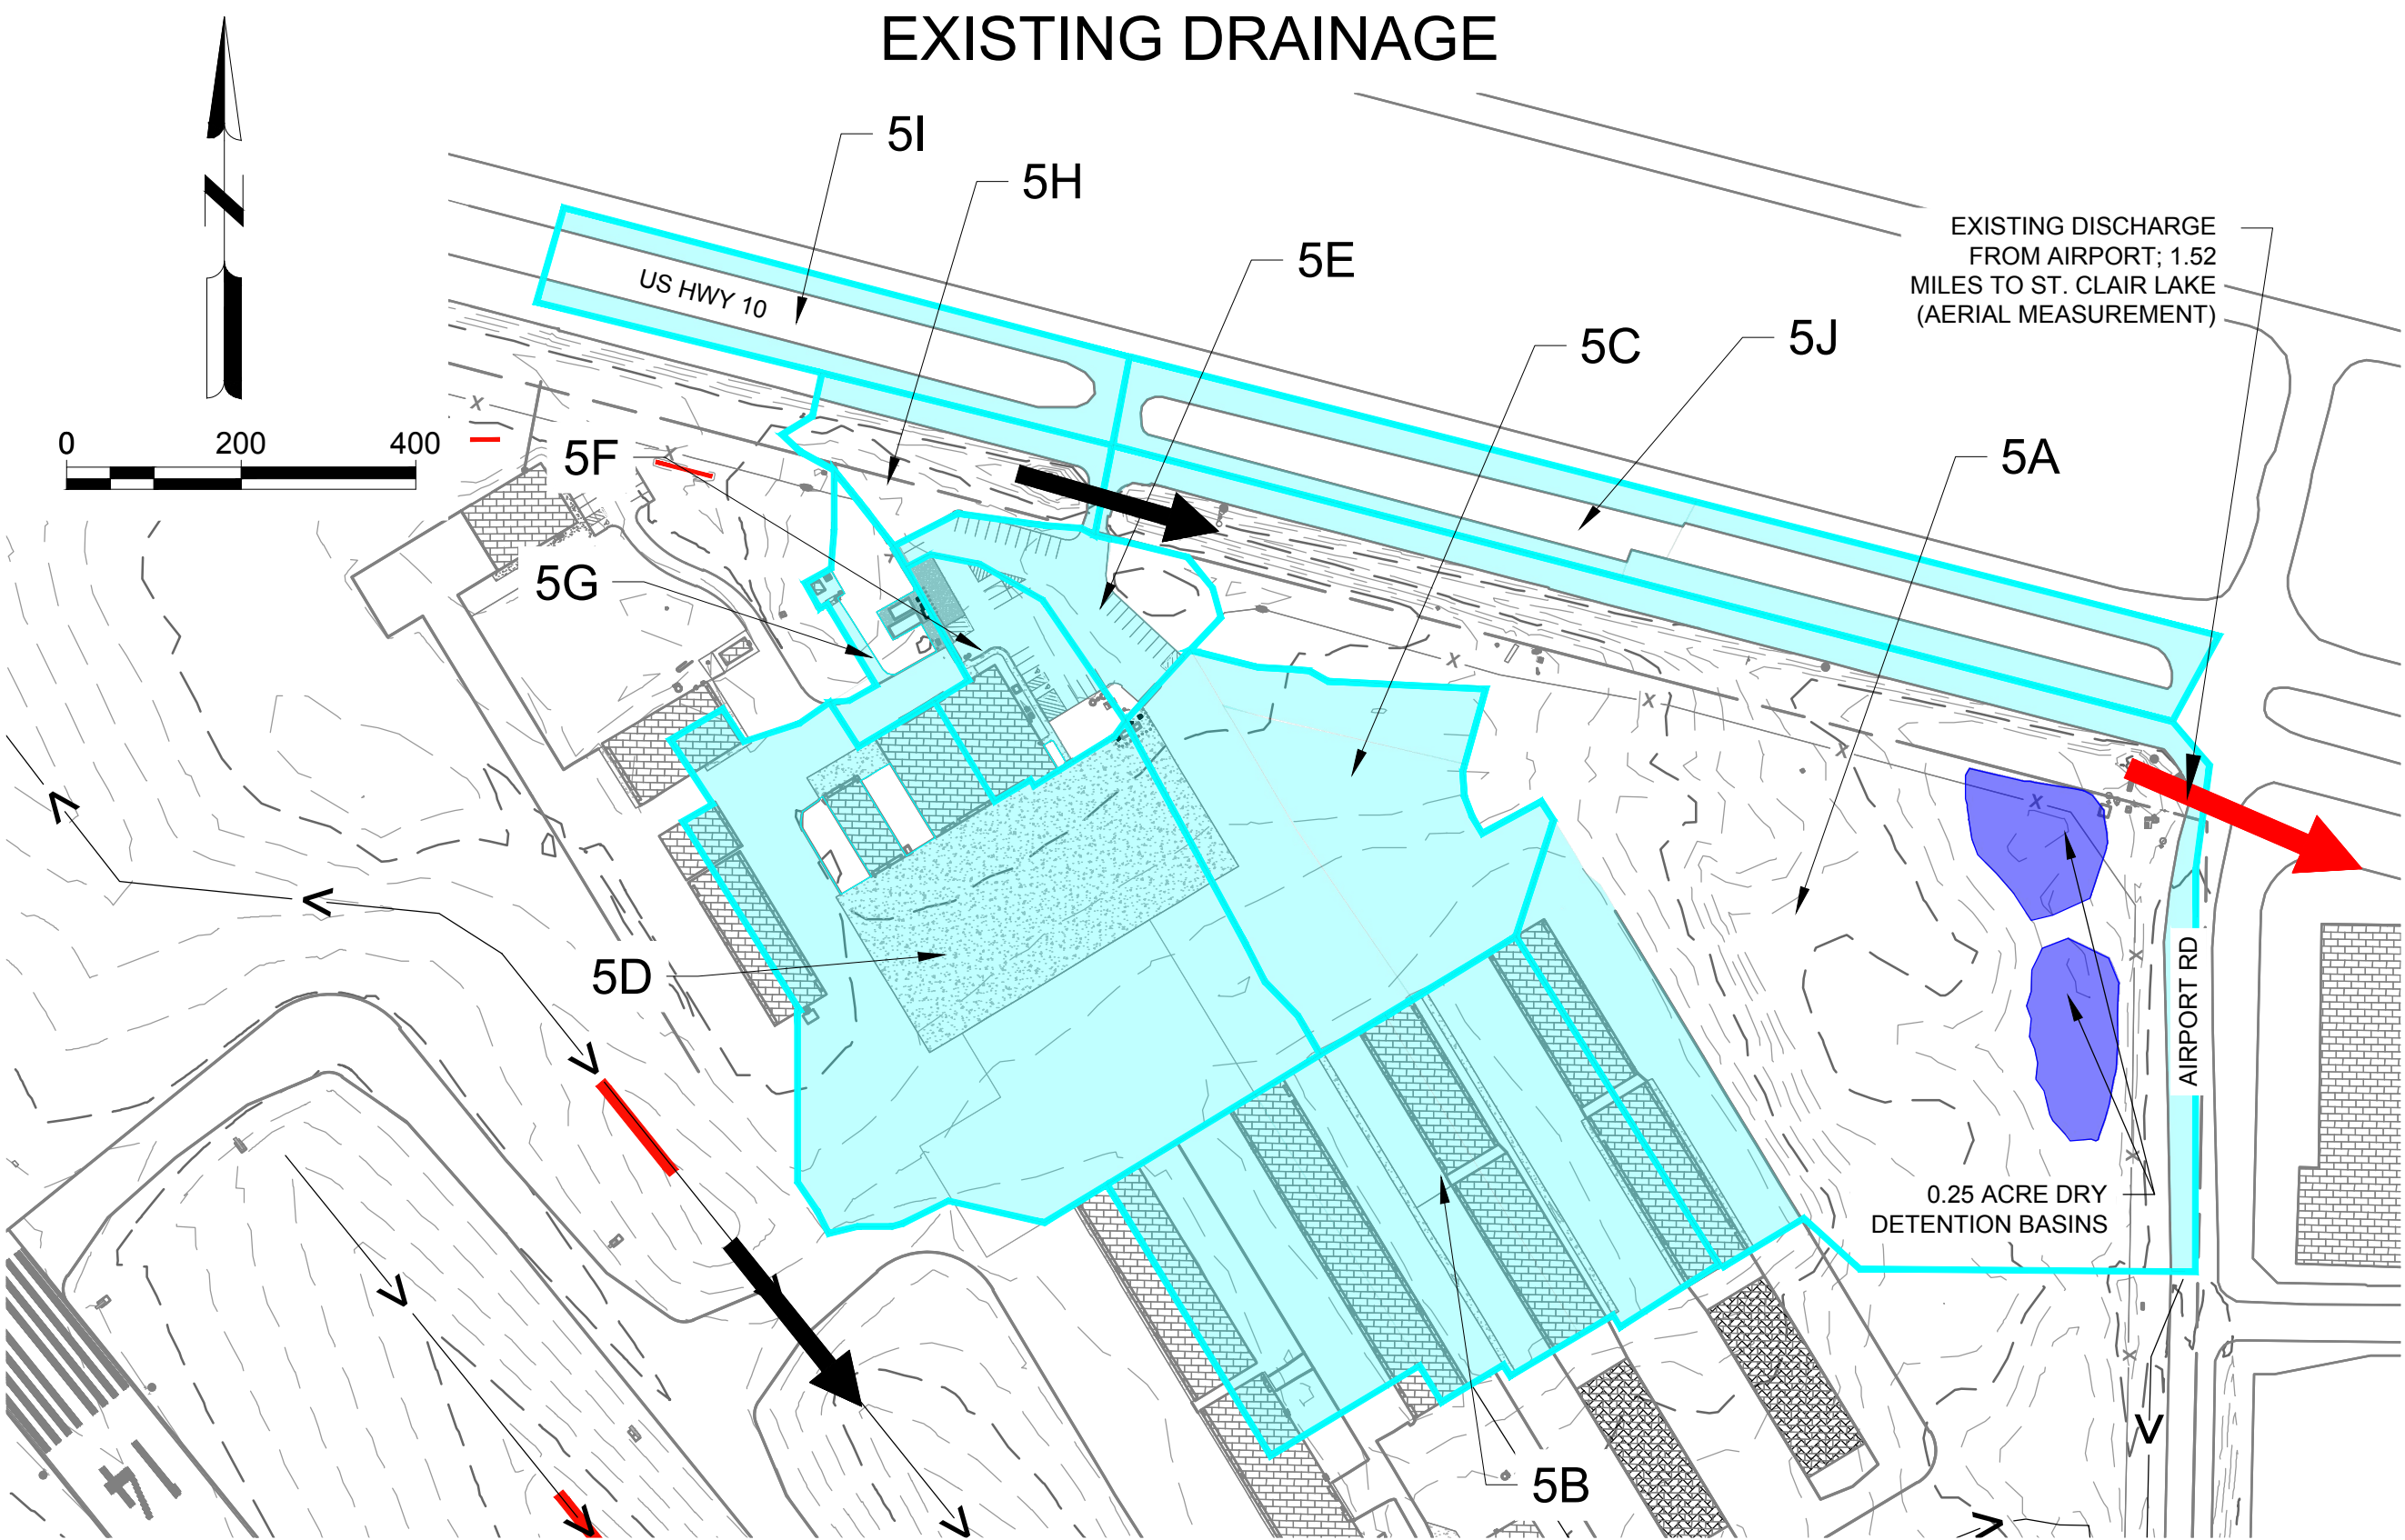 EXISTING DRAINAGE
N
0 200 400
5I
5H
5E
5C
5J
5A
5F
5G
5D
5B
US HWY 10
EXISTING DISCHARGE
FROM AIRPORT; 1.52
MILES TO ST. CLAIR LAKE
(AERIAL MEASUREMENT)
AIRPORT RD
0.25 ACRE DRY
DETENTION BASINS